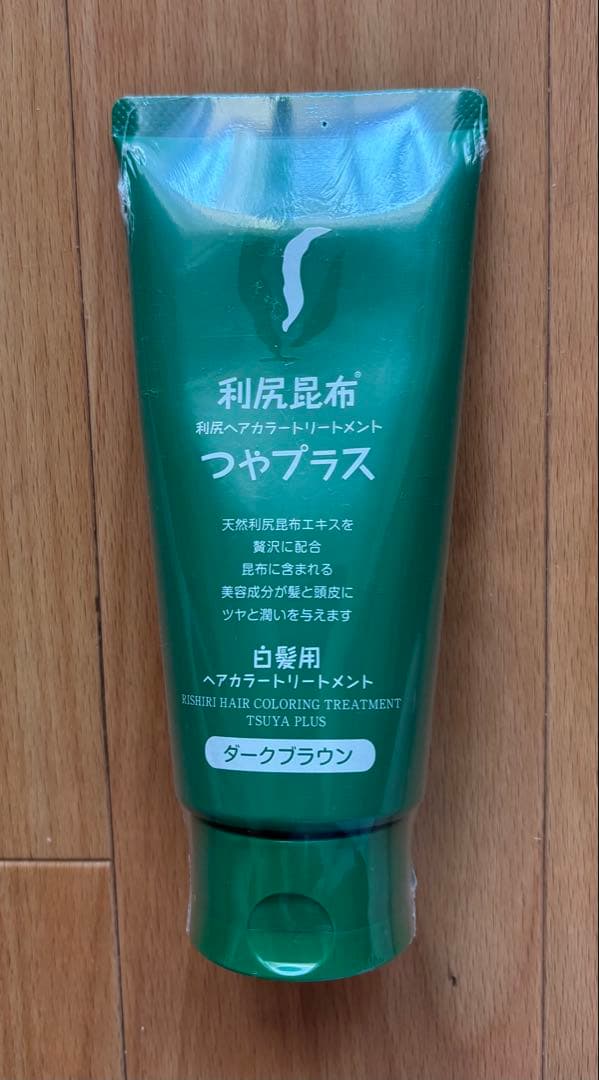 利尻昆布®
利尻ヘアカラートリートメント
つやプラス
天然利尻昆布エキスを
贅沢に配合
昆布に含まれる
美容成分が髪と頭皮に
ツヤと潤いを与えます
白髪用
ヘアカラートリートメント
RISHIRI HAIR COLORING TREATMENT
TSUYA PLUS
ダークブラウン